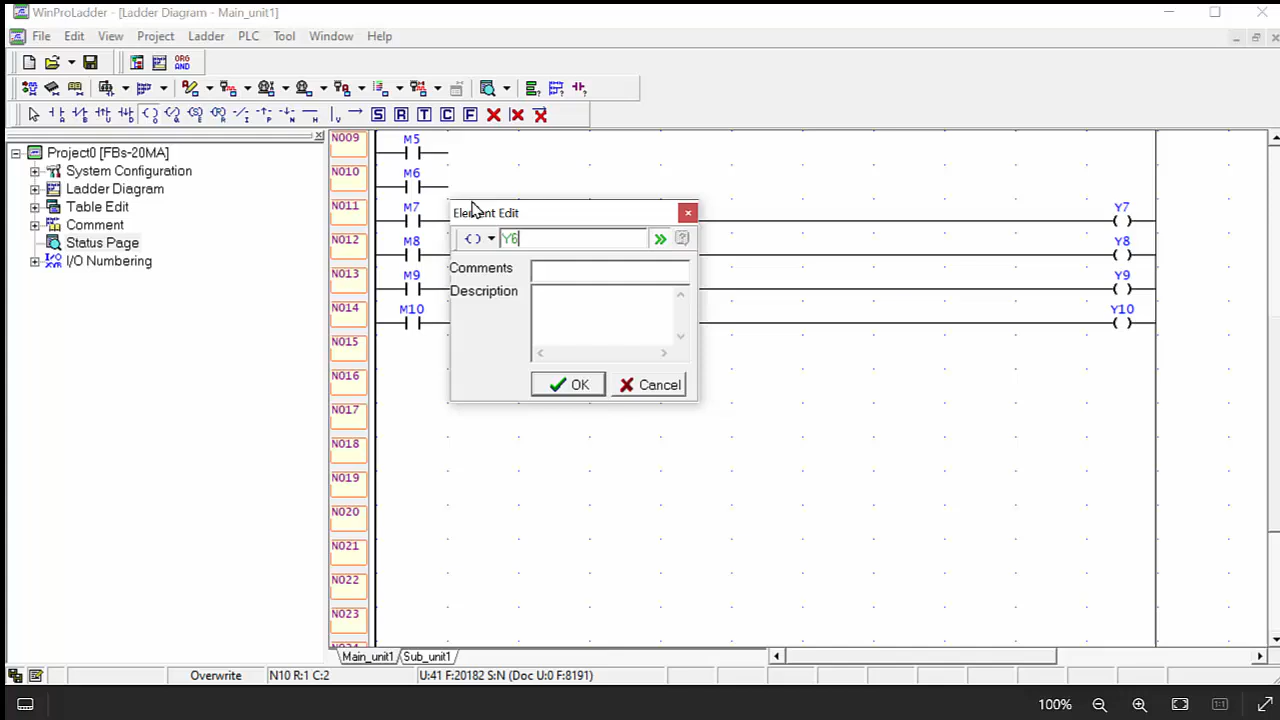 WinProLadder - [Ladder Diagram - Main_unit1]
File Edit View Project Ladder PLC Tool Window Help
ORG
AND
S R T C F
Project0 [FBs-20MA]
System Configuration
Ladder Diagram
Table Edit
Comment
Status Page
I/O Numbering
N009 M5
N010 M6
N011 M7 Y7
N012 M8 Y8
N013 M9 Y9
N014 M10 Y10
N015
N016
N017
N018
N019
N020
N021
N022
N023
Element Edit
Y6
Comments
Description
OK Cancel
Main_unit1 Sub_unit1
Overwrite N10 R:1 C:2 U:41 F:20182 S:N (Doc U:0 F:8191)
100%